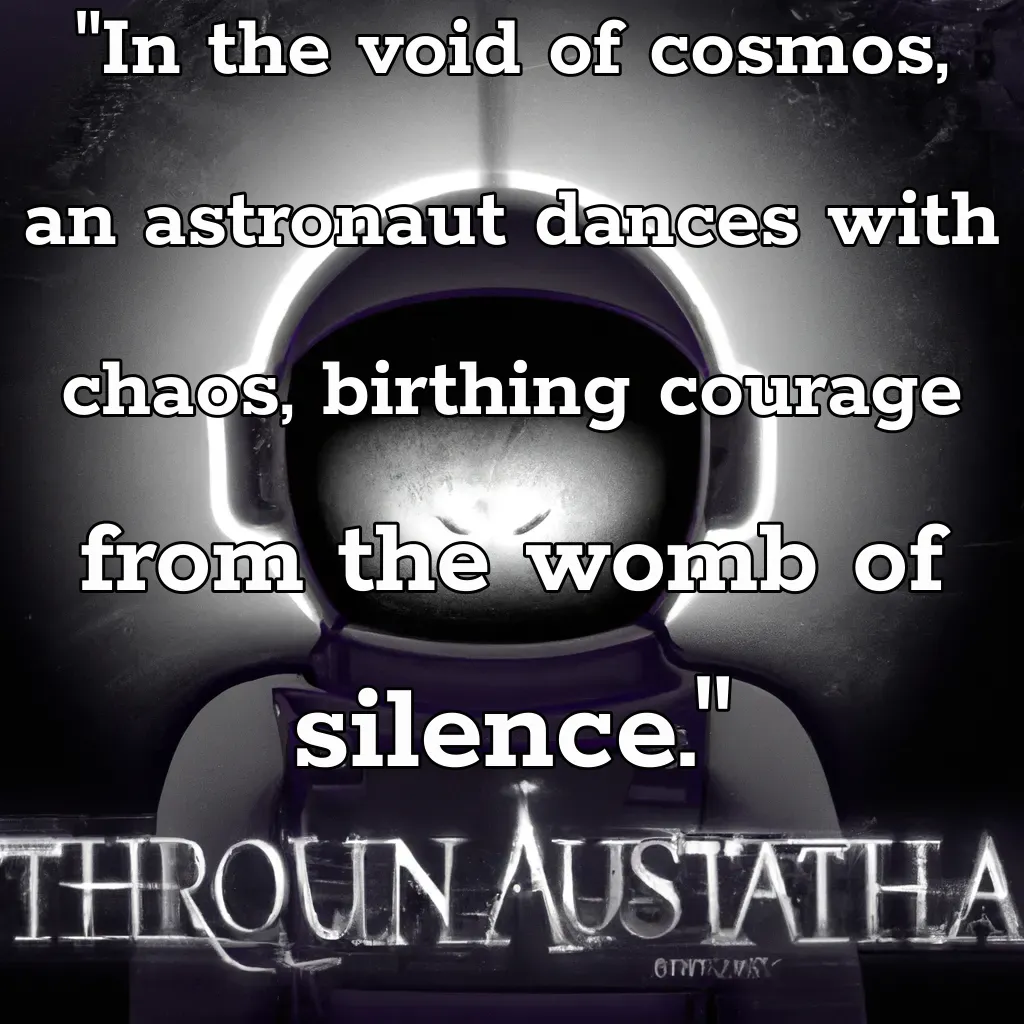 "In the void of cosmos,
an astronaut dances with
chaos, birthing courage
from the womb of
silence."
THROUN AUSTATHA